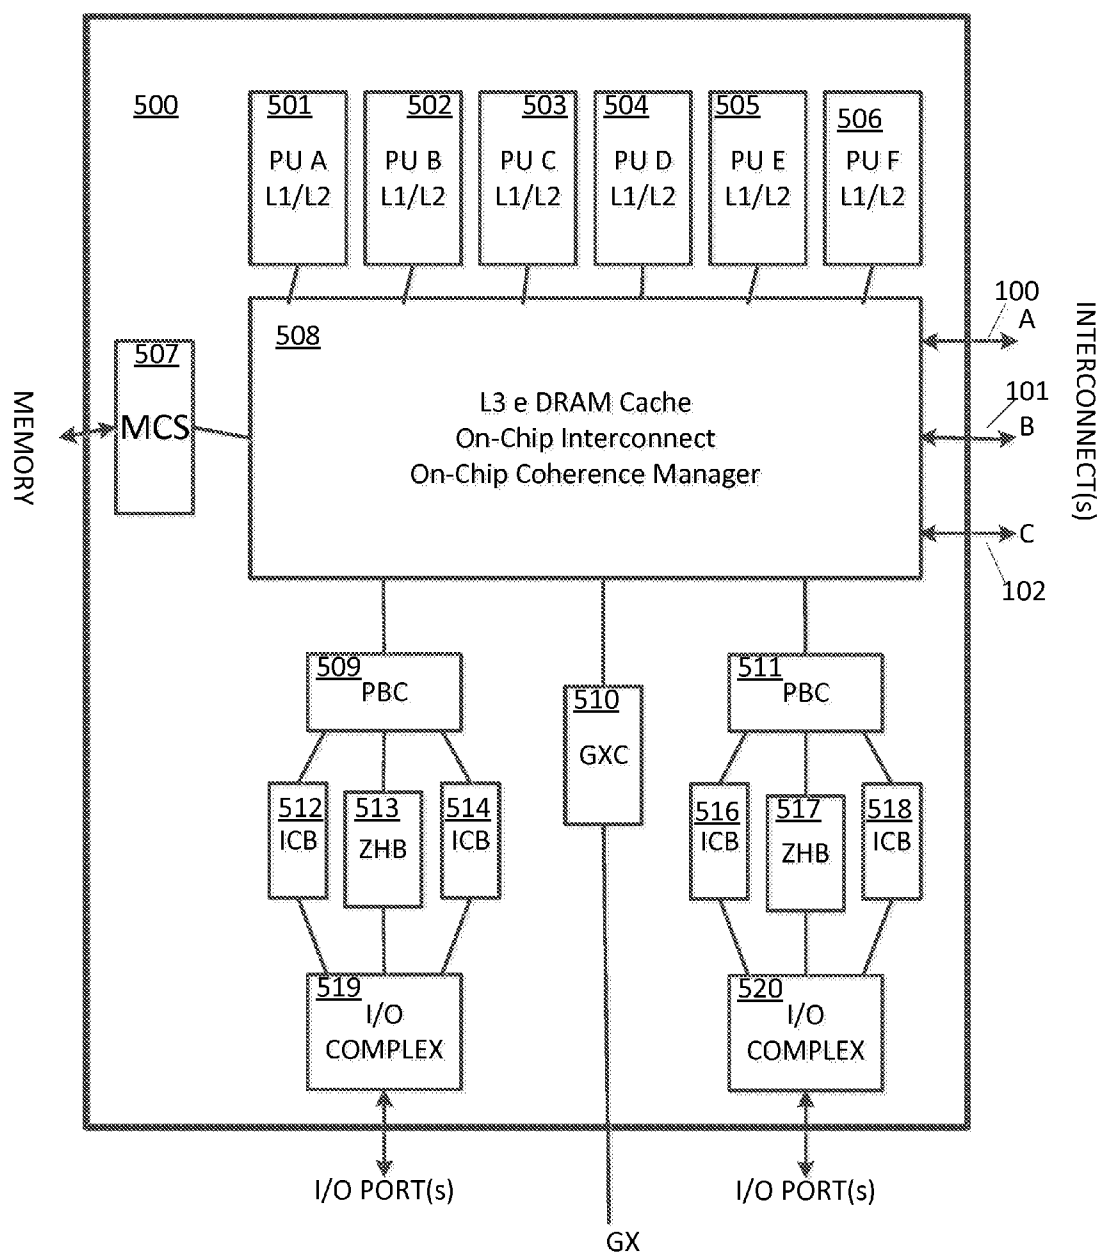 500
501
PU A
L1/L2
502
PU B
L1/L2
503
PU C
L1/L2
504
PU D
L1/L2
505
PU E
L1/L2
506
PU F
L1/L2
507
MCS
MEMORY
508
L3 e DRAM Cache
On-Chip Interconnect
On-Chip Coherence Manager
100
A
101
B
C
102
INTERCONNECT(s)
509
PBC
510
GXC
511
PBC
512
ICB
513
ZHB
514
ICB
516
ICB
517
ZHB
518
ICB
519
I/O
COMPLEX
520
I/O
COMPLEX
I/O PORT(s)
I/O PORT(s)
GX